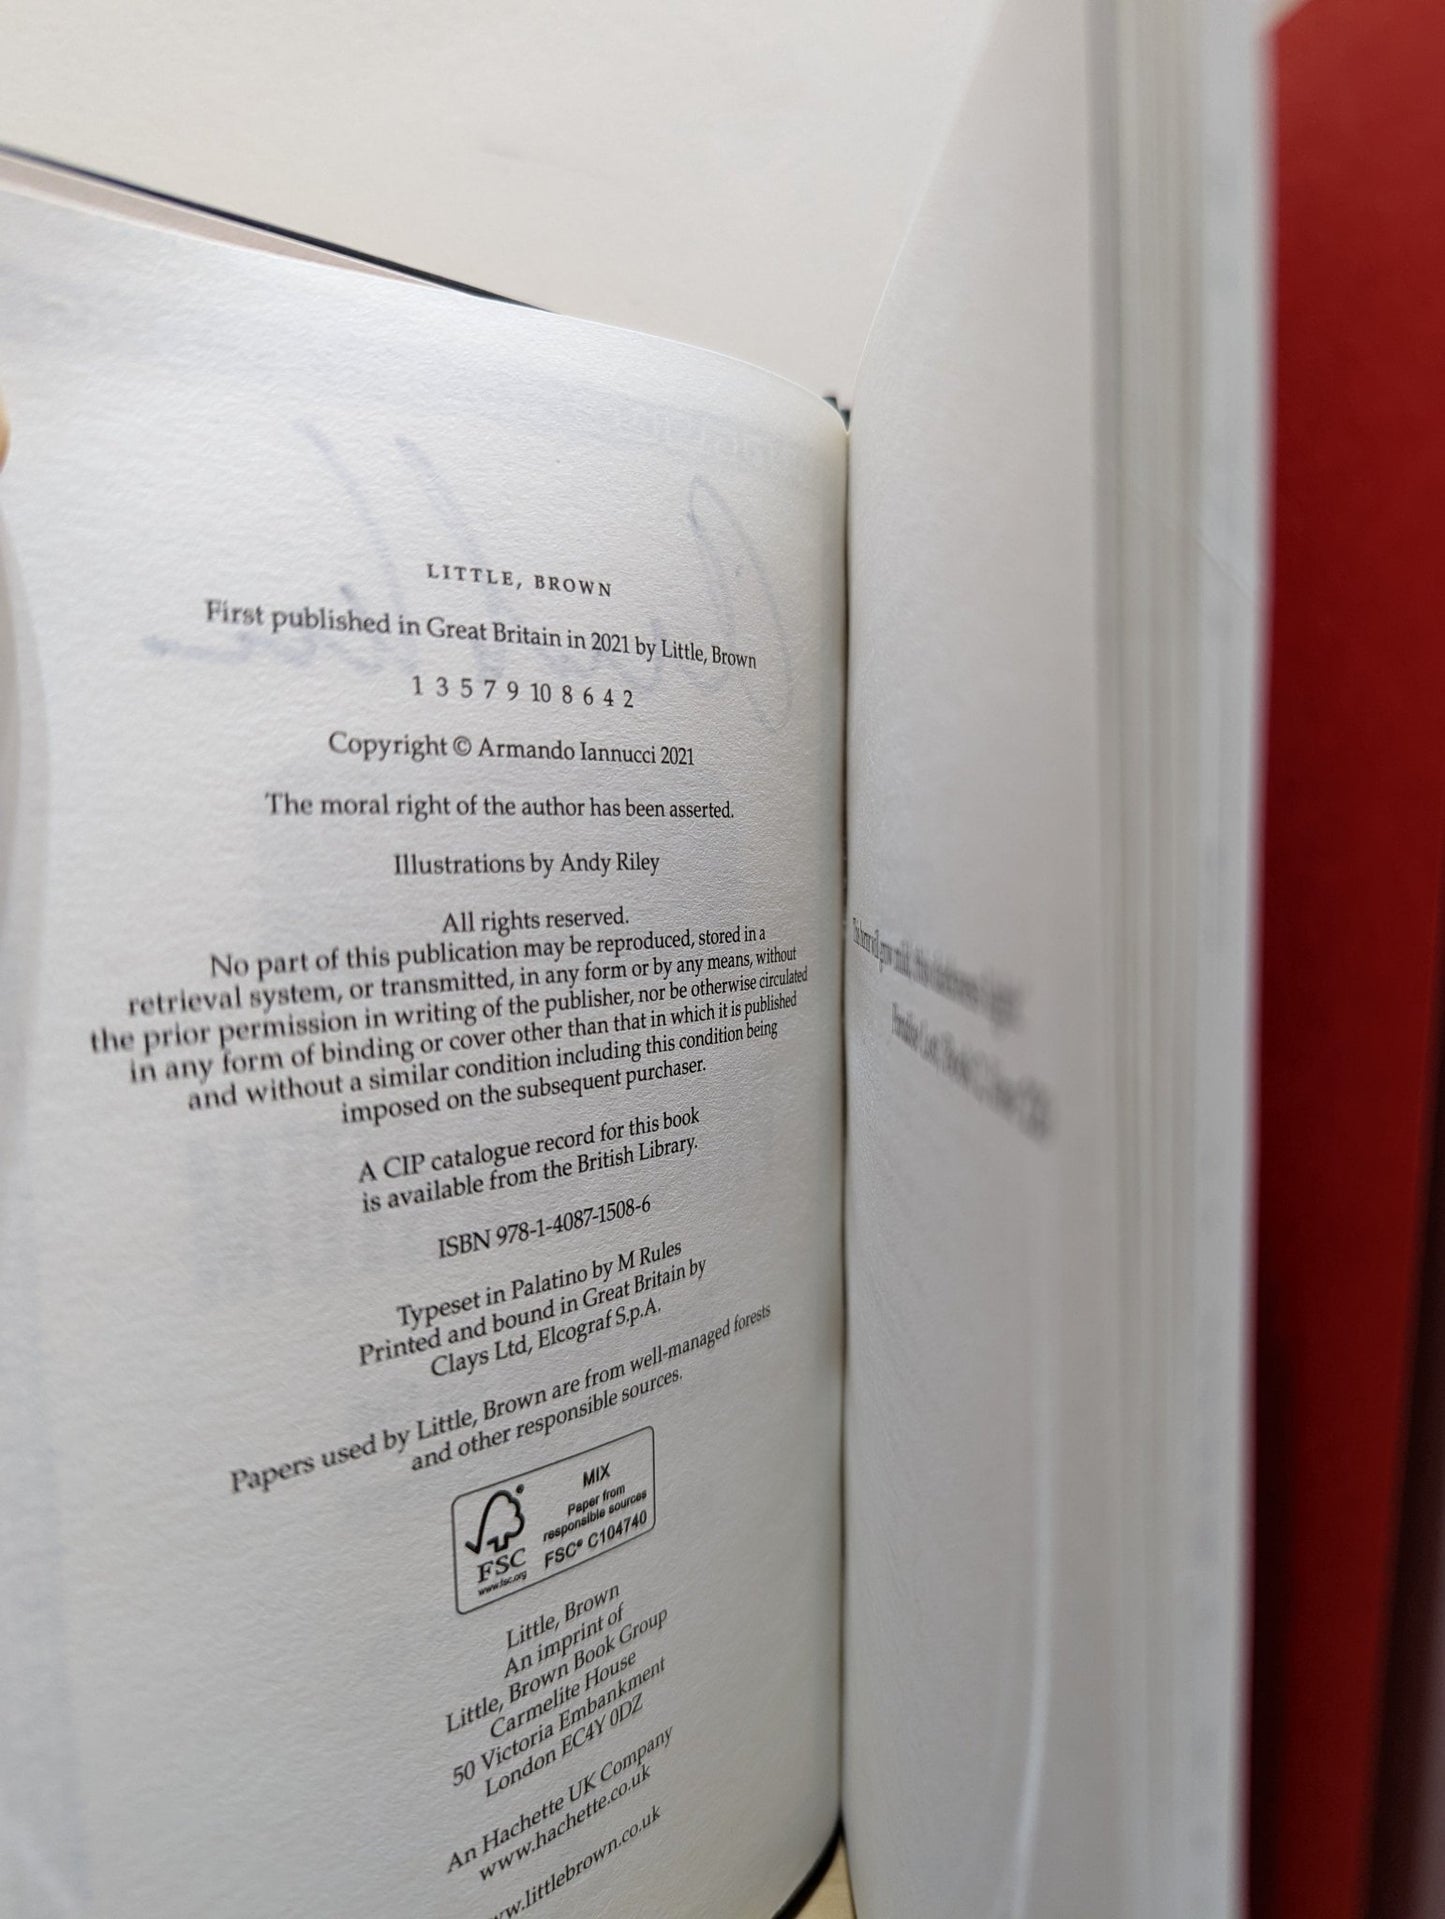 LITTLE, BROWN
First published in Great Britain in 2021 by Little, Brown
1 3 5 7 9 10 8 6 4 2
Copyright © Armando Iannucci 2021
The moral right of the author has been asserted.
Illustrations by Andy Riley
All rights reserved.
No part of this publication may be reproduced, stored in a
retrieval system, or transmitted, in any form or by any means, without
the prior permission in writing of the publisher, nor be otherwise circulated
in any form of binding or cover other than that in which it is published
and without a similar condition including this condition being
imposed on the subsequent purchaser.
A CIP catalogue record for this book
is available from the British Library.
ISBN 978-1-4087-1508-6
Typeset in Palatino by M Rules
Printed and bound in Great Britain by
Clays Ltd, Elcograf S.p.A.
Papers used by Little, Brown are from well-managed forests
and other responsible sources.
FSC®
www.fsc.org
MIX
Paper from
responsible sources
FSC® C104740
Little, Brown
An imprint of
Little, Brown Book Group
Carmelite House
50 Victoria Embankment
London EC4Y 0DZ
An Hachette UK Company
www.hachette.co.uk
ww.littlebrown.co.uk